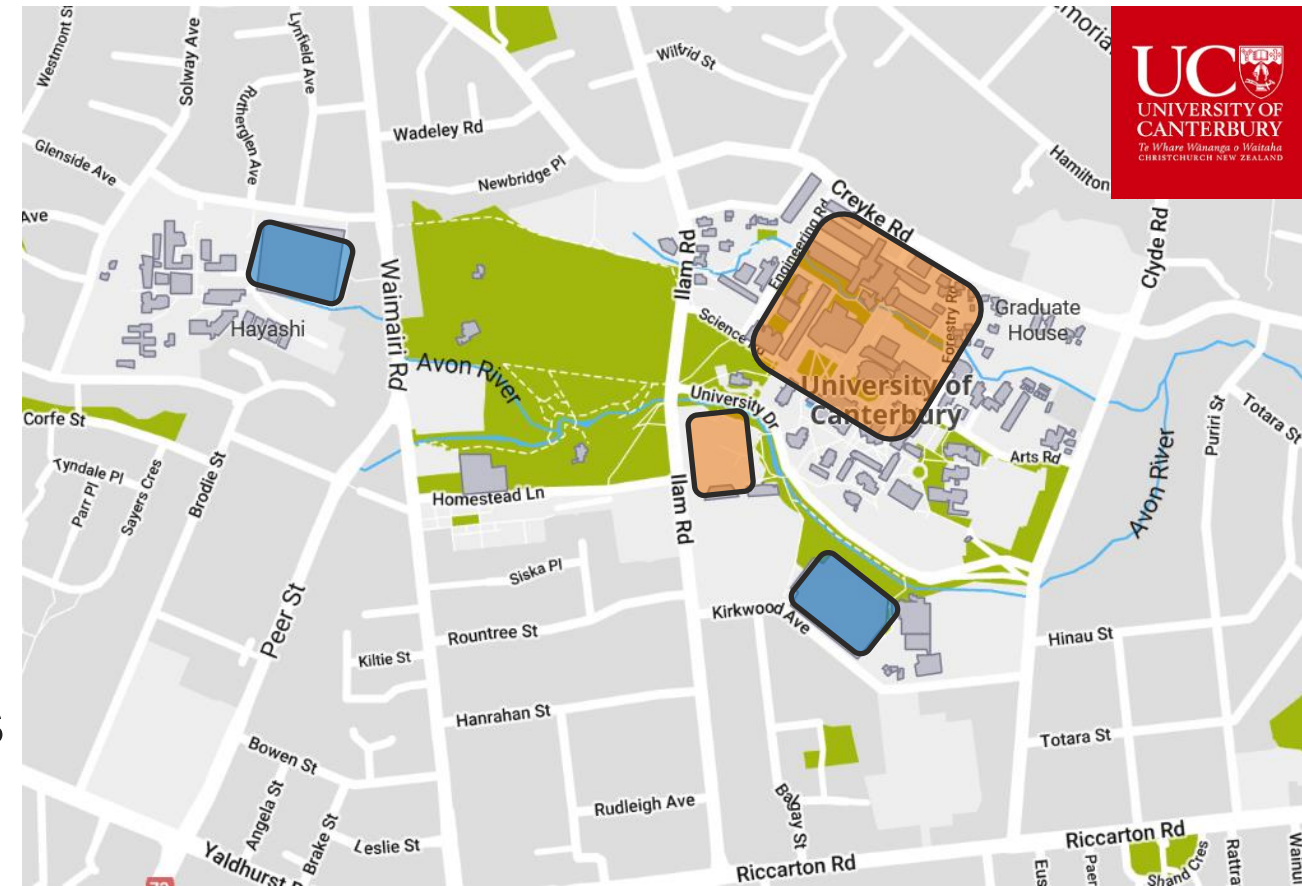 Westmont St
Solway Ave
Lynfield Ave
Rutherglen Ave
Glenside Ave
Ave
Wadeley Rd
Newbridge Pl
Wilfrid St
Hamilton
UC
UNIVERSITY OF
CANTERBURY
Te Whare Wānanga o Waitaha
CHRISTCHURCH NEW ZEALAND
Creyke Rd
Engineering Rd
Ilam Rd
Clyde Rd
Waimairi Rd
Hayashi
Science
Forestry Rd
Graduate
House
Avon River
University of
Canterbury
University Dr
Corfe St
Tyndale Pl
Parr Pl
Sayers Cres
Brodie St
Homestead Ln
Ilam Rd
Arts Rd
Puriri St
Totara St
Avon River
Siska Pl
Peer St
Kirkwood Ave
Rountree St
Hinau St
Kiltie St
Hanrahan St
Totara St
Bowen St
Angela St
Brake St
Leslie St
Rudleigh Ave
Balgay St
Yaldhurst
Riccarton Rd
Riccarton Rd
Shand Cres
Rattra